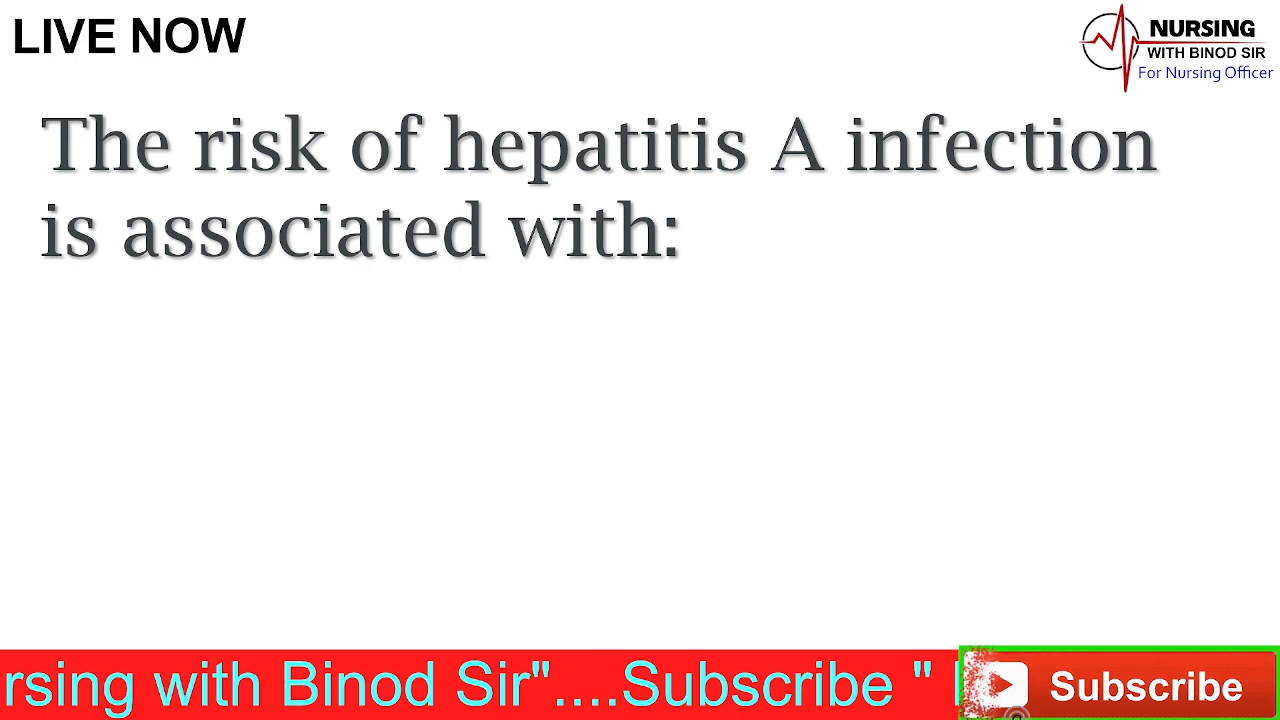 LIVE NOW
NURSING
WITH BINOD SIR
For Nursing Officer
The risk of hepatitis A infection
is associated with:
rsing with Binod Sir"....Subscribe "
Subscribe